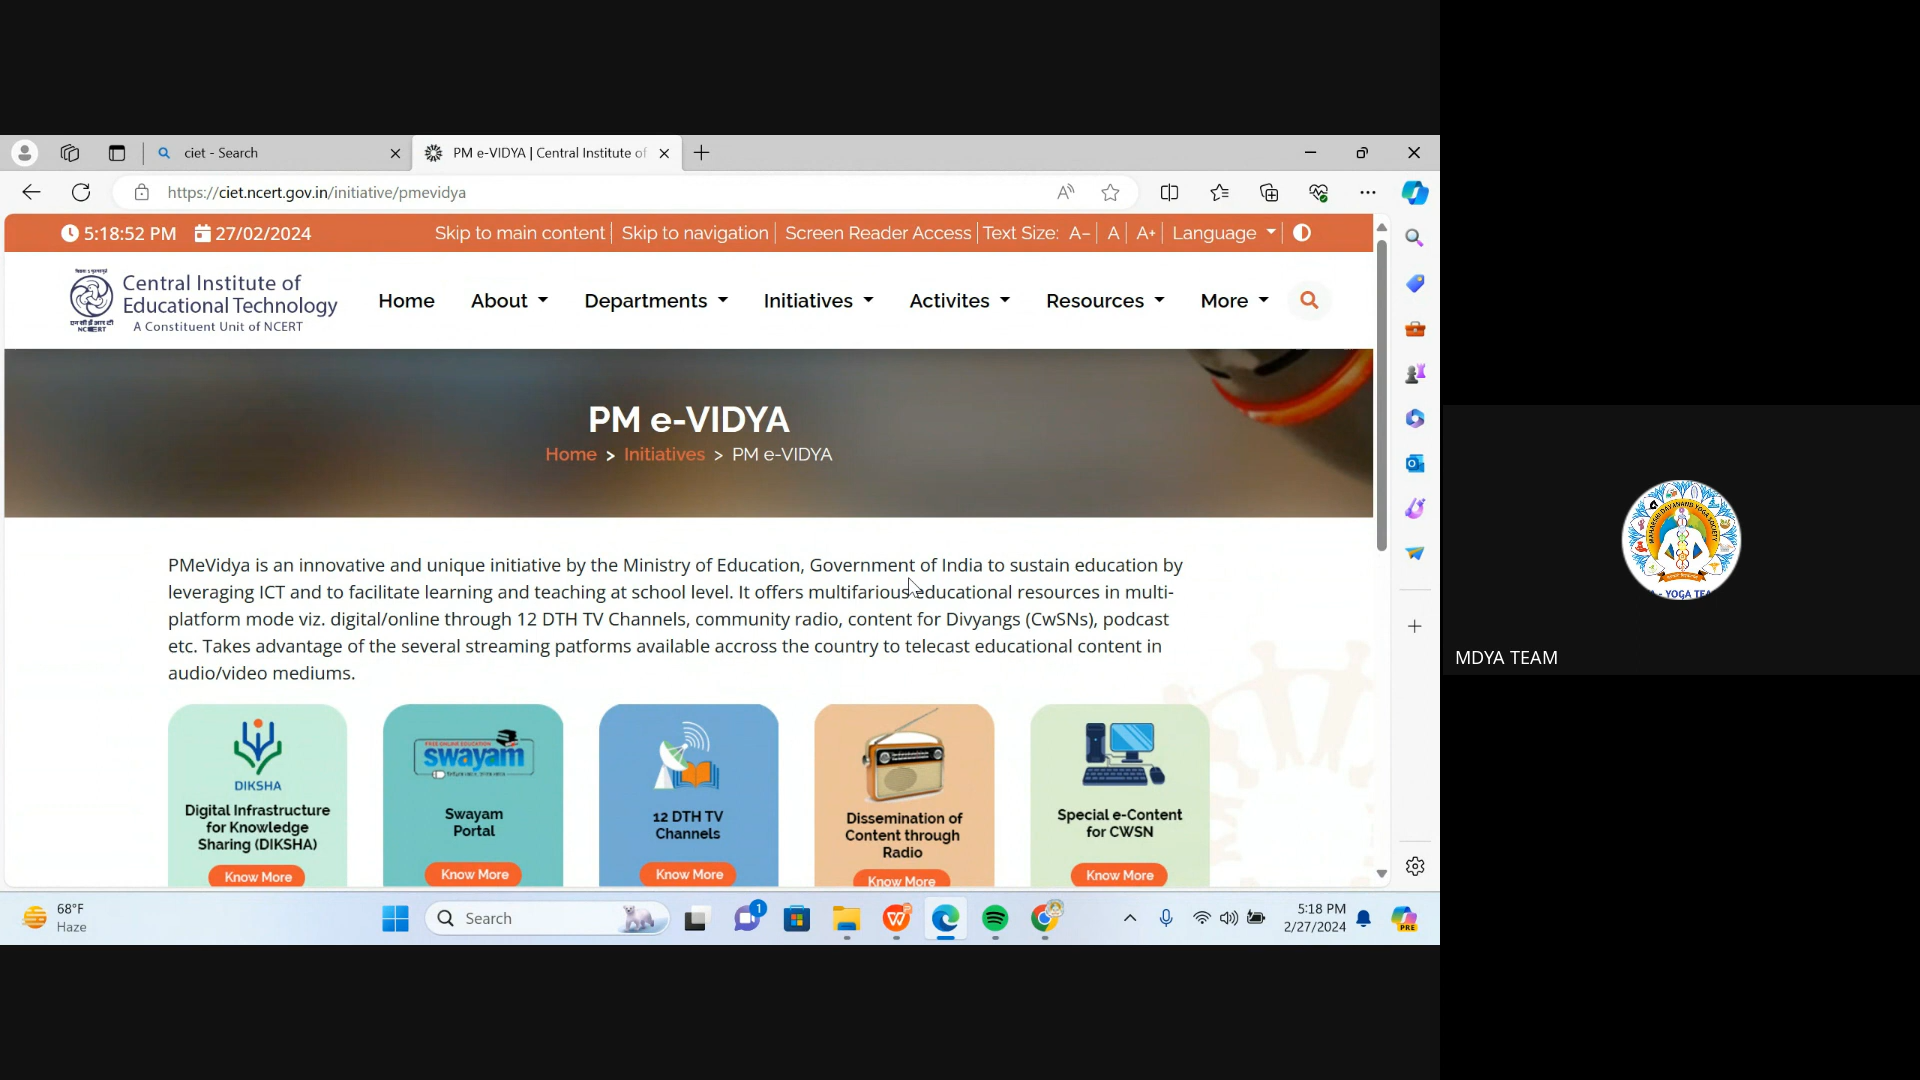 ciet - Search
PM e-VIDYA | Central Institute of
https://ciet.ncert.gov.in/initiative/pmevidya
5:18:52 PM 27/02/2024 Skip to main content Skip to navigation Screen Reader Access Text Size: A- A A+ Language
Central Institute of
Educational Technology
A Constituent Unit of NCERT
Home About Departments Initiatives Activites Resources More
PM e-VIDYA
Home > Initiatives > PM e-VIDYA
PMeVidya is an innovative and unique initiative by the Ministry of Education, Government of India to sustain education by
leveraging ICT and to facilitate learning and teaching at school level. It offers multifarious educational resources in multi-
platform mode viz. digital/online through 12 DTH TV Channels, community radio, content for Divyangs (CwSNs), podcast
etc. Takes advantage of the several streaming patforms available accross the country to telecast educational content in
audio/video mediums.
DIKSHA
Digital Infrastructure
for Knowledge
Sharing (DIKSHA)
Know More
swayam
Swayam
Portal
Know More
12 DTH TV
Channels
Know More
Dissemination of
Content through
Radio
Know More
Special e-Content
for CWSN
Know More
MDYA TEAM
68°F
Haze
Search
1
5:18 PM
2/27/2024
PRE